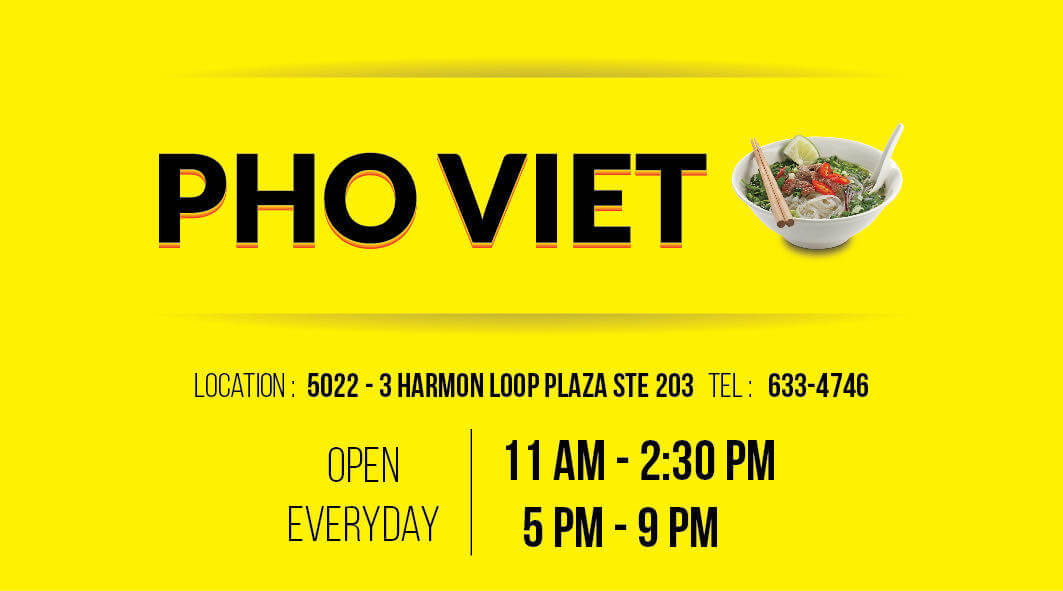 PHO VIET
LOCATION : 5022 - 3 HARMON LOOP PLAZA STE 203 TEL : 633-4746
OPEN EVERYDAY
11 AM - 2:30 PM
5 PM - 9 PM